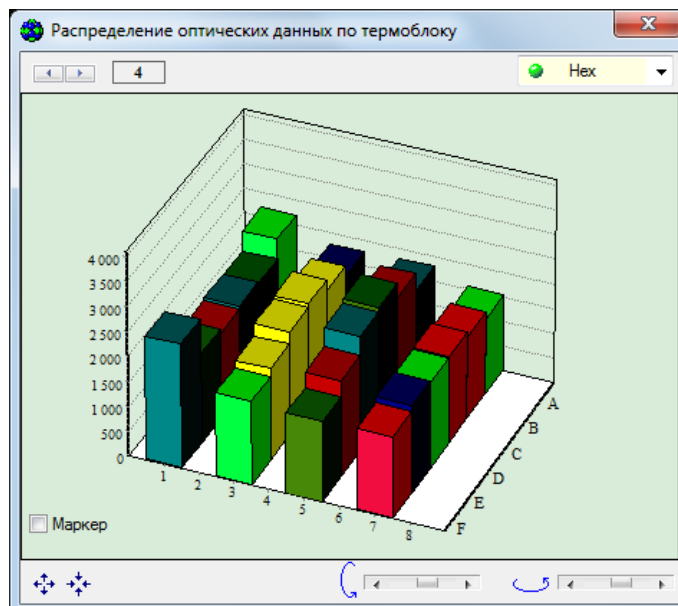 Распределение оптических данных по термоблоку
4
Hex
4 000
3 500
3 000
2 500
2 000
1 500
1 000
500
0
1 2 3 4 5 6 7 8
A
B
C
D
E
F
Маркер